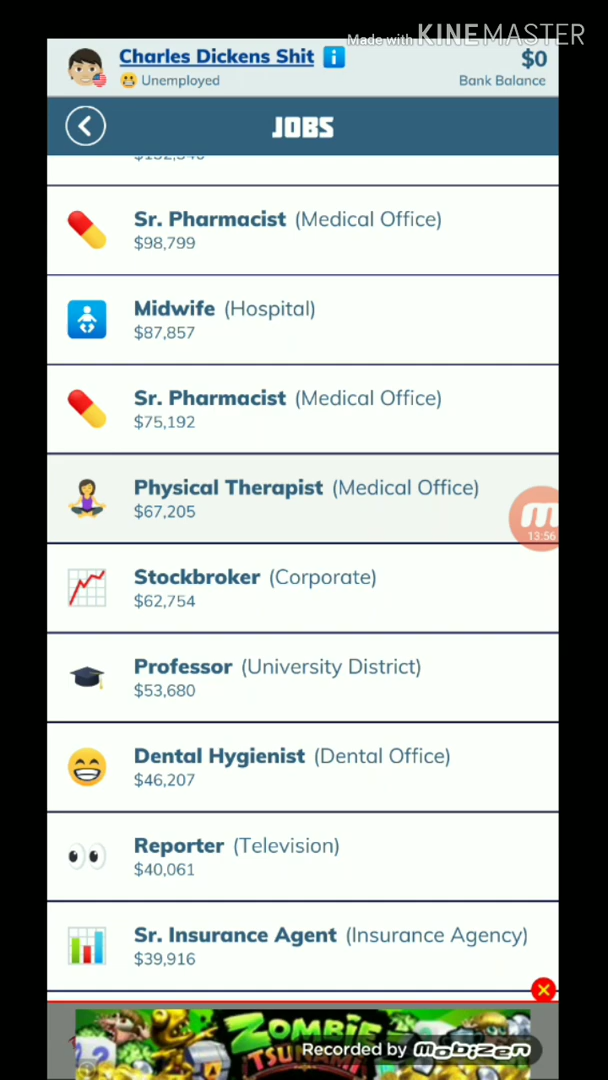 Made with KINEMASTER
Charles Dickens Shit
$0
Unemployed
Bank Balance
JOBS
Sr. Pharmacist (Medical Office)
$98,799
Midwife (Hospital)
$87,857
Sr. Pharmacist (Medical Office)
$75,192
Physical Therapist (Medical Office)
$67,205
13:56
Stockbroker (Corporate)
$62,754
Professor (University District)
$53,680
Dental Hygienist (Dental Office)
$46,207
Reporter (Television)
$40,061
Sr. Insurance Agent (Insurance Agency)
$39,916
ZOMBIE
TSUNAMI
Recorded by mobizen